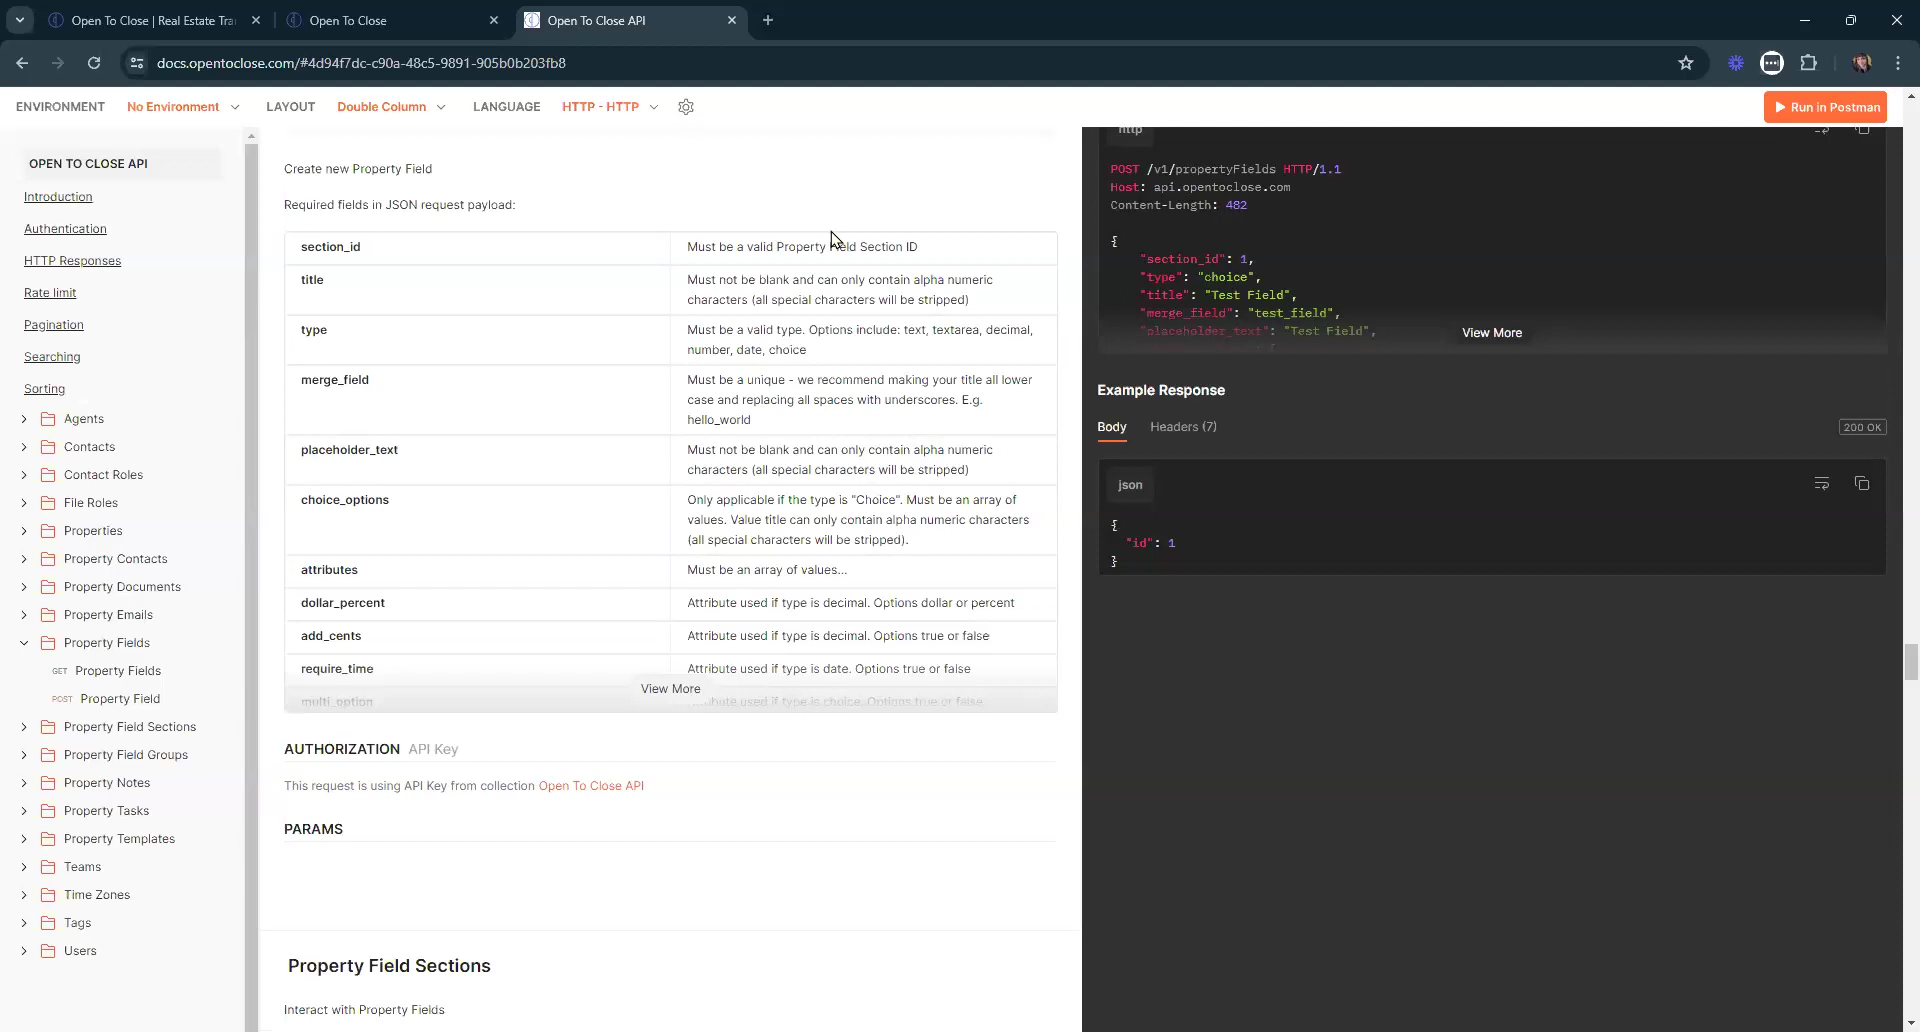 Open To Close | Real Estate Tra
Open To Close
Open To Close API
docs.opentoclose.com/#4d94f7dc-c90a-48c5-9891-905b0b203fb8
ENVIRONMENT No Environment LAYOUT Double Column LANGUAGE HTTP - HTTP
Run in Postman
OPEN TO CLOSE API
Introduction
Authentication
HTTP Responses
Rate limit
Pagination
Searching
Sorting
Agents
Contacts
Contact Roles
File Roles
Properties
Property Contacts
Property Documents
Property Emails
Property Fields
GET Property Fields
POST Property Field
Property Field Sections
Property Field Groups
Property Notes
Property Tasks
Property Templates
Teams
Time Zones
Tags
Users
Create new Property Field
Required fields in JSON request payload:
section_id Must be a valid Property Field Section ID
title Must not be blank and can only contain alpha numeric
characters (all special characters will be stripped)
type Must be a valid type. Options include: text, textarea, decimal,
number, date, choice
merge_field Must be a unique - we recommend making your title all lower
case and replacing all spaces with underscores. E.g.
hello_world
placeholder_text Must not be blank and can only contain alpha numeric
characters (all special characters will be stripped)
choice_options Only applicable if the type is "Choice". Must be an array of
values. Value title can only contain alpha numeric characters
(all special characters will be stripped).
attributes Must be an array of values...
dollar_percent Attribute used if type is decimal. Options dollar or percent
add_cents Attribute used if type is decimal. Options true or false
require_time Attribute used if type is date. Options true or false
View More
multi_option Attribute used if type is choice. Options true or false
AUTHORIZATION API Key
This request is using API Key from collection Open To Close API
PARAMS
Property Field Sections
Interact with Property Fields
http
POST /v1/propertyFields HTTP/1.1
Host: api.opentoclose.com
Content-Length: 482
{
"section_id": 1,
"type": "choice",
"title": "Test Field",
"merge_field": "test_field",
"placeholder_text": "Test Field",
View More
Example Response
Body Headers (7)
200 OK
json
{
"id": 1
}